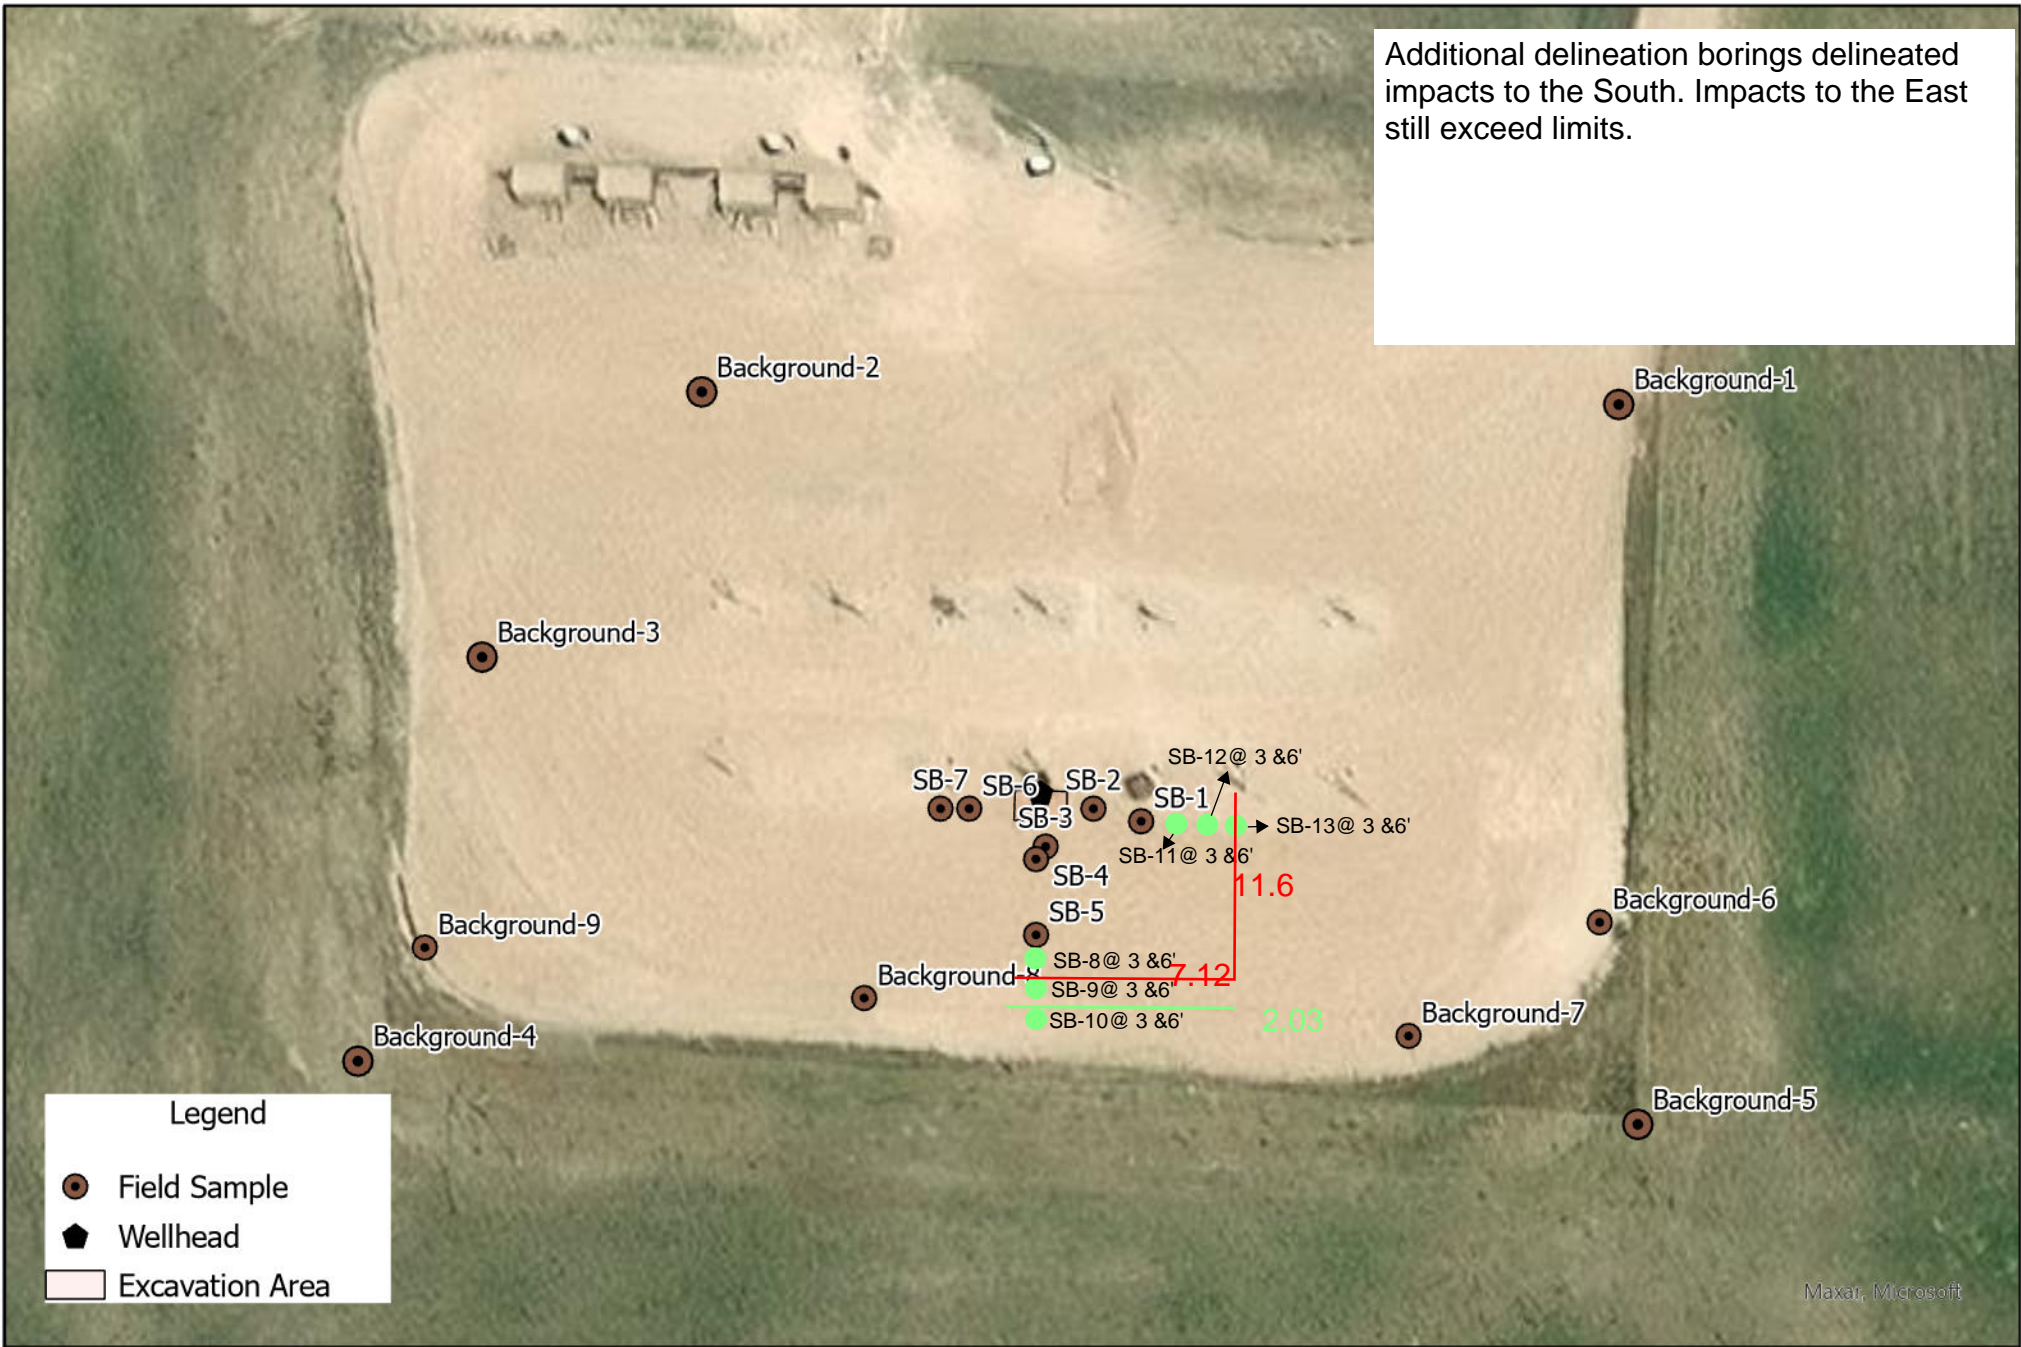 Additional delineation borings delineated
impacts to the South. Impacts to the East
still exceed limits.
Background-2
Background-1
Background-3
SB-12@ 3 &6'
SB-7
SB-6
SB-2
SB-1
SB-3
SB-13@ 3 &6'
SB-11@ 3 &6'
SB-4
11.6
SB-5
Background-6
Background-9
SB-8@ 3 &6'
7.12
Background-8
SB-9@ 3 &6'
SB-10@ 3 &6'
2.03
Background-7
Background-4
Background-5
Legend
Field Sample
Wellhead
Excavation Area
Maxar, Microsoft